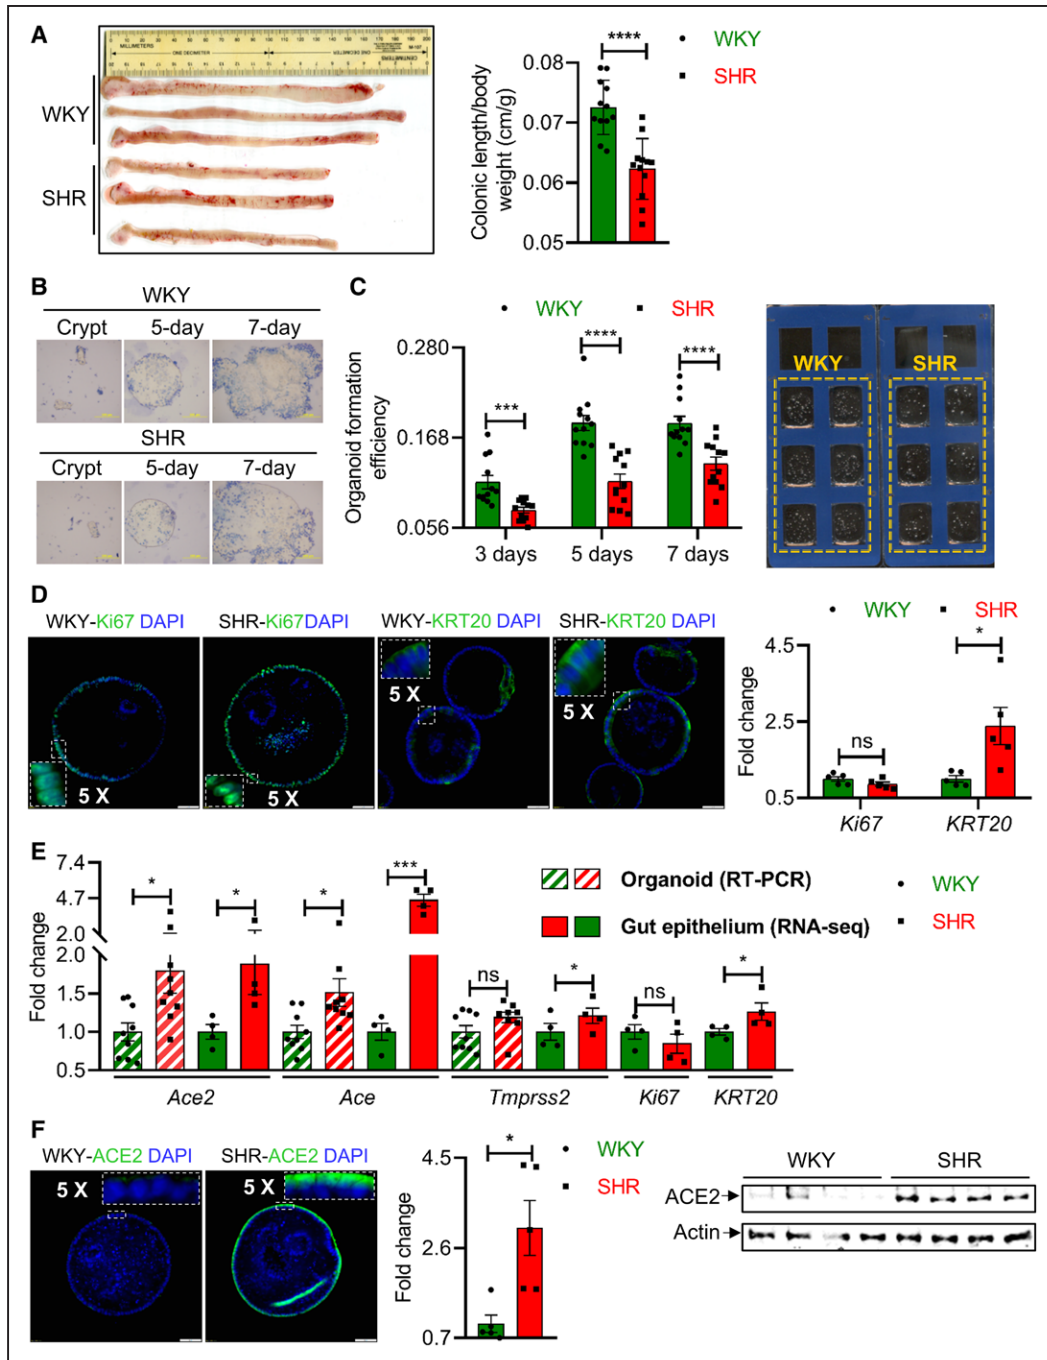 A
MILLIMETERS
ONE DECIMETER
WKY
SHR
Colonic length/body
weight (cm/g)
0.08
0.07
0.06
0.05
****
WKY
SHR
B
WKY
Crypt 5-day 7-day
SHR
Crypt 5-day 7-day
C
WKY SHR
Organoid formation
efficiency
0.280
0.168
0.056
***
****
****
3 days 5 days 7 days
WKY SHR
D
WKY-Ki67 DAPI
SHR-Ki67DAPI
WKY-KRT20 DAPI
SHR-KRT20 DAPI
5 X
5 X
5 X
5 X
WKY SHR
Fold change
4.5
2.5
0.5
ns
*
Ki67 KRT20
E
Fold change
7.4
4.7
2.0
2.0
1.5
1.0
0.5
* * * *** ns * ns *
Organoid (RT-PCR)
Gut epithelium (RNA-seq)
WKY
SHR
Ace2 Ace Tmprss2 Ki67 KRT20
F
WKY-ACE2 DAPI
SHR-ACE2 DAPI
5 X
5 X
Fold change
4.5
2.6
0.7
*
WKY
SHR
WKY SHR
ACE2
Actin